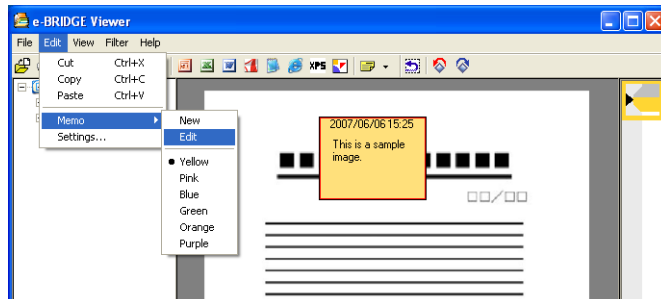 e-BRIDGE Viewer
File Edit View Filter Help
Cut Ctrl+X
Copy Ctrl+C
Paste Ctrl+V
Memo
Settings...
New
Edit
Yellow
Pink
Blue
Green
Orange
Purple
XPS
2007/06/06 15:25
This is a sample
image.
□□/□□